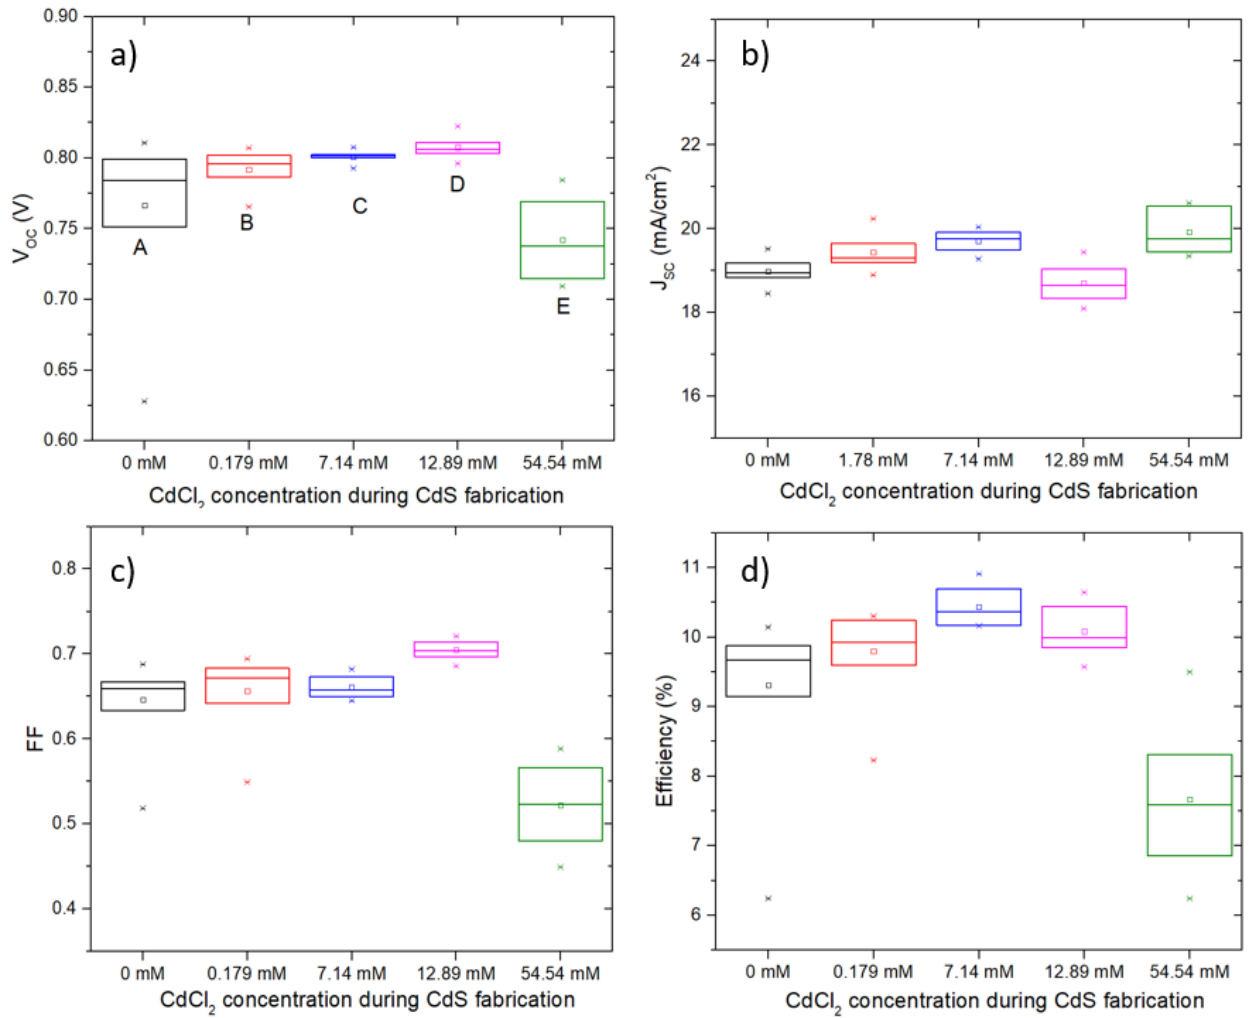 a)
0.90
0.85
0.80
0.75
0.70
0.65
0.60
V_OC (V)
A
B
C
D
E
0 mM 0.179 mM 7.14 mM 12.89 mM 54.54 mM
CdCl₂ concentration during CdS fabrication
b)
24
22
20
18
16
J_SC (mA/cm²)
0 mM 1.78 mM 7.14 mM 12.89 mM 54.54 mM
CdCl₂ concentration during CdS fabrication
c)
0.8
0.7
0.6
0.5
0.4
FF
0 mM 0.179 mM 7.14 mM 12.89 mM 54.54 mM
CdCl₂ concentration during CdS fabrication
d)
11
10
9
8
7
6
Efficiency (%)
0 mM 0.179 mM 7.14 mM 12.89 mM 54.54 mM
CdCl₂ concentration during CdS fabrication